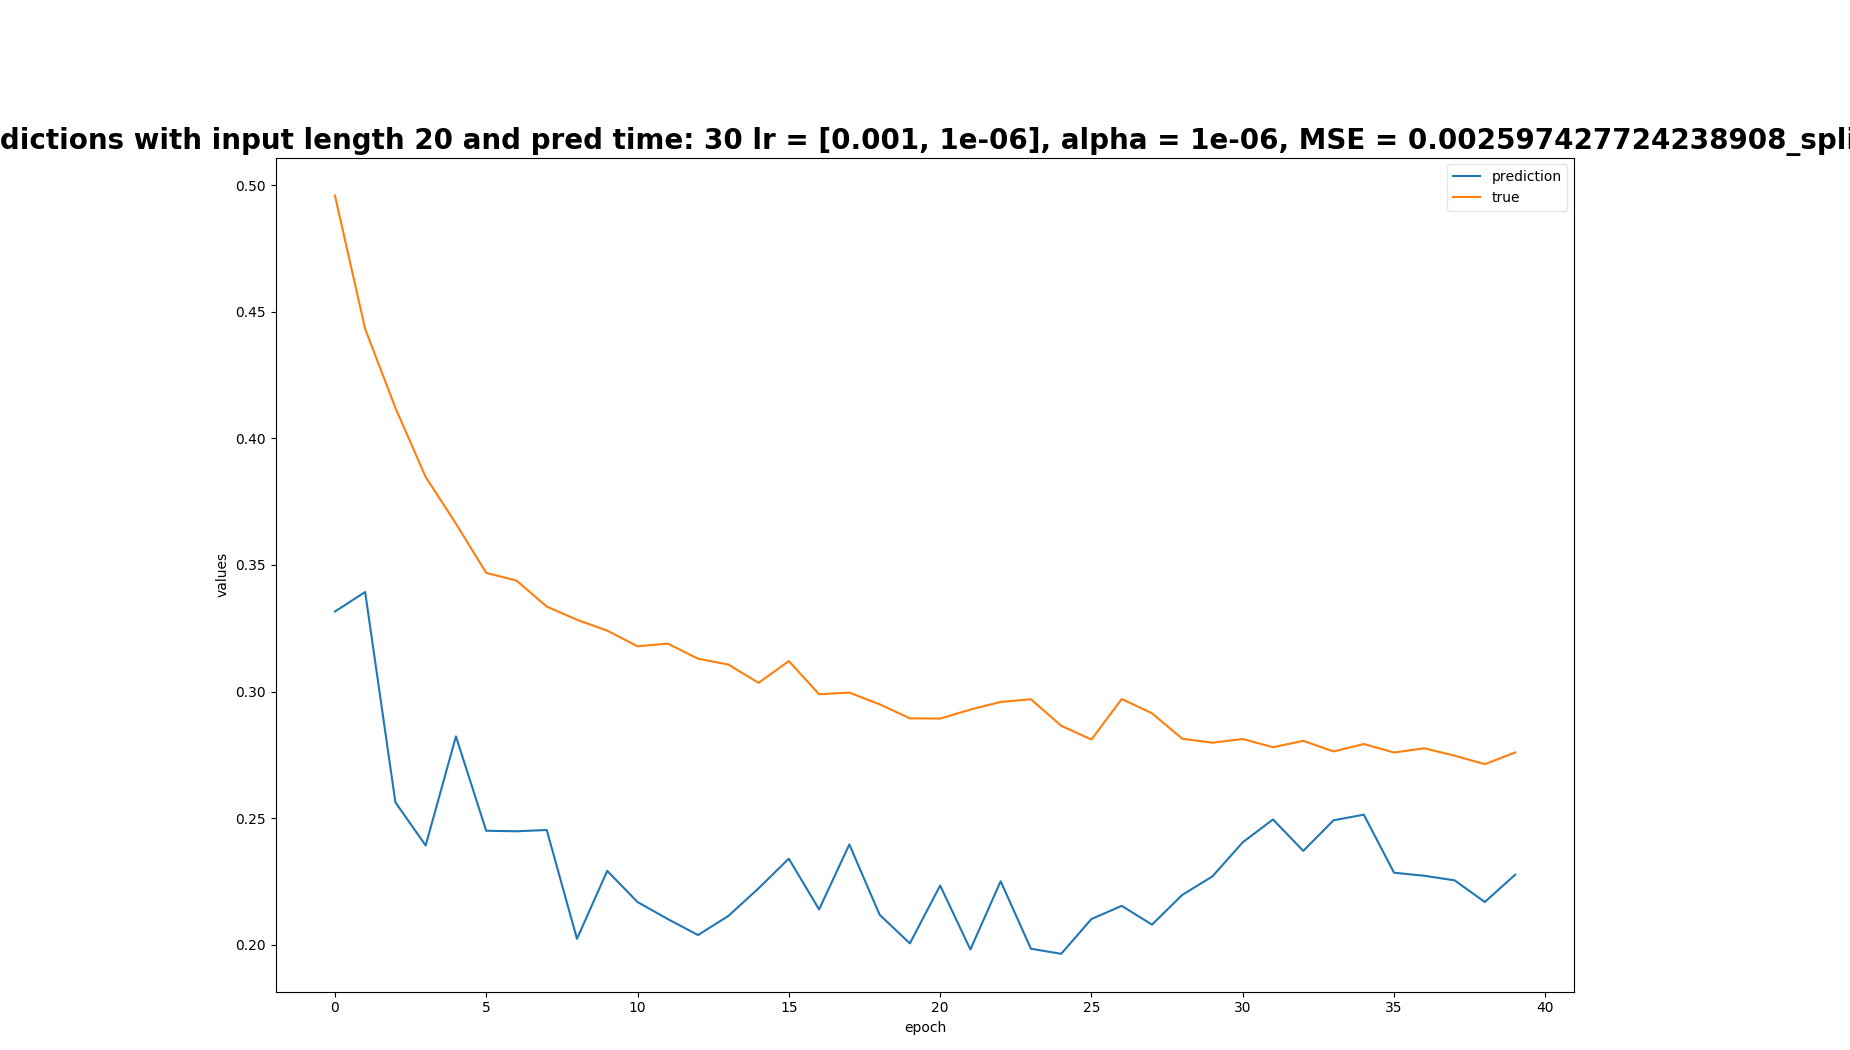 dictions with input length 20 and pred time: 30 lr = [0.001, 1e-06], alpha = 1e-06, MSE = 0.002597427724238908_spli
prediction
true
0.50
0.45
0.40
0.35
0.30
0.25
0.20
values
0 5 10 15 20 25 30 35 40
epoch